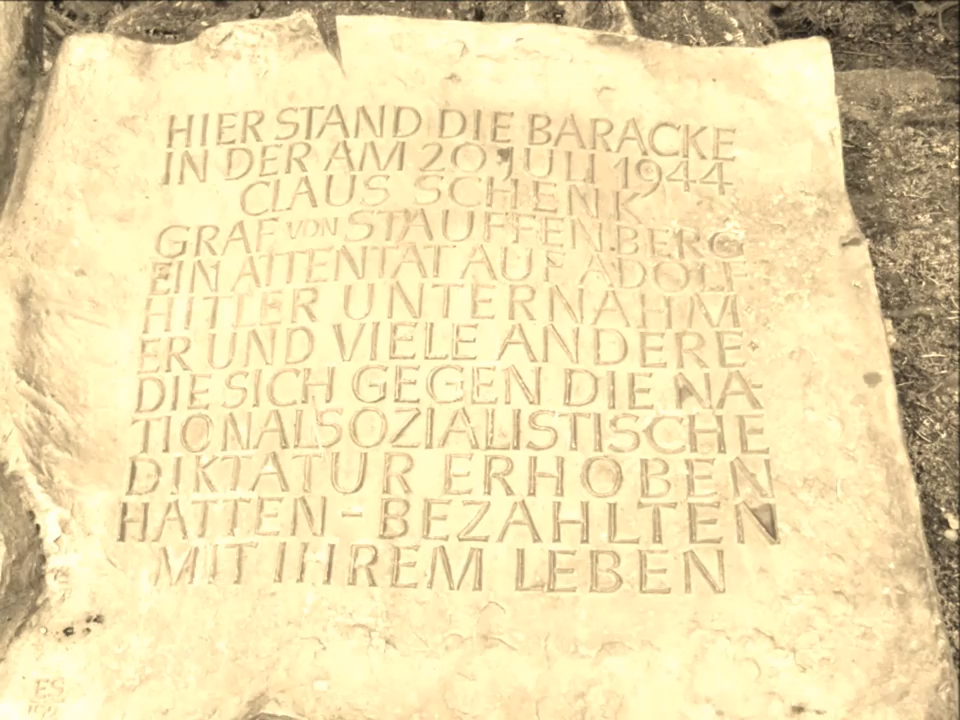 HIER STAND DIE BARACKE
IN DER AM 20. JULI 1944
CLAUS SCHENK
GRAF VON STAUFFENBERG
EIN ATTENTAT AUF ADOLF
HITLER UNTERNAHM
ER UND VIELE ANDERE
DIE SICH GEGEN DIE NA-
TIONALSOZIALISTISCHE
DIKTATUR ERHOBEN
HATTEN - BEZAHLTEN
MIT IHREM LEBEN
ES